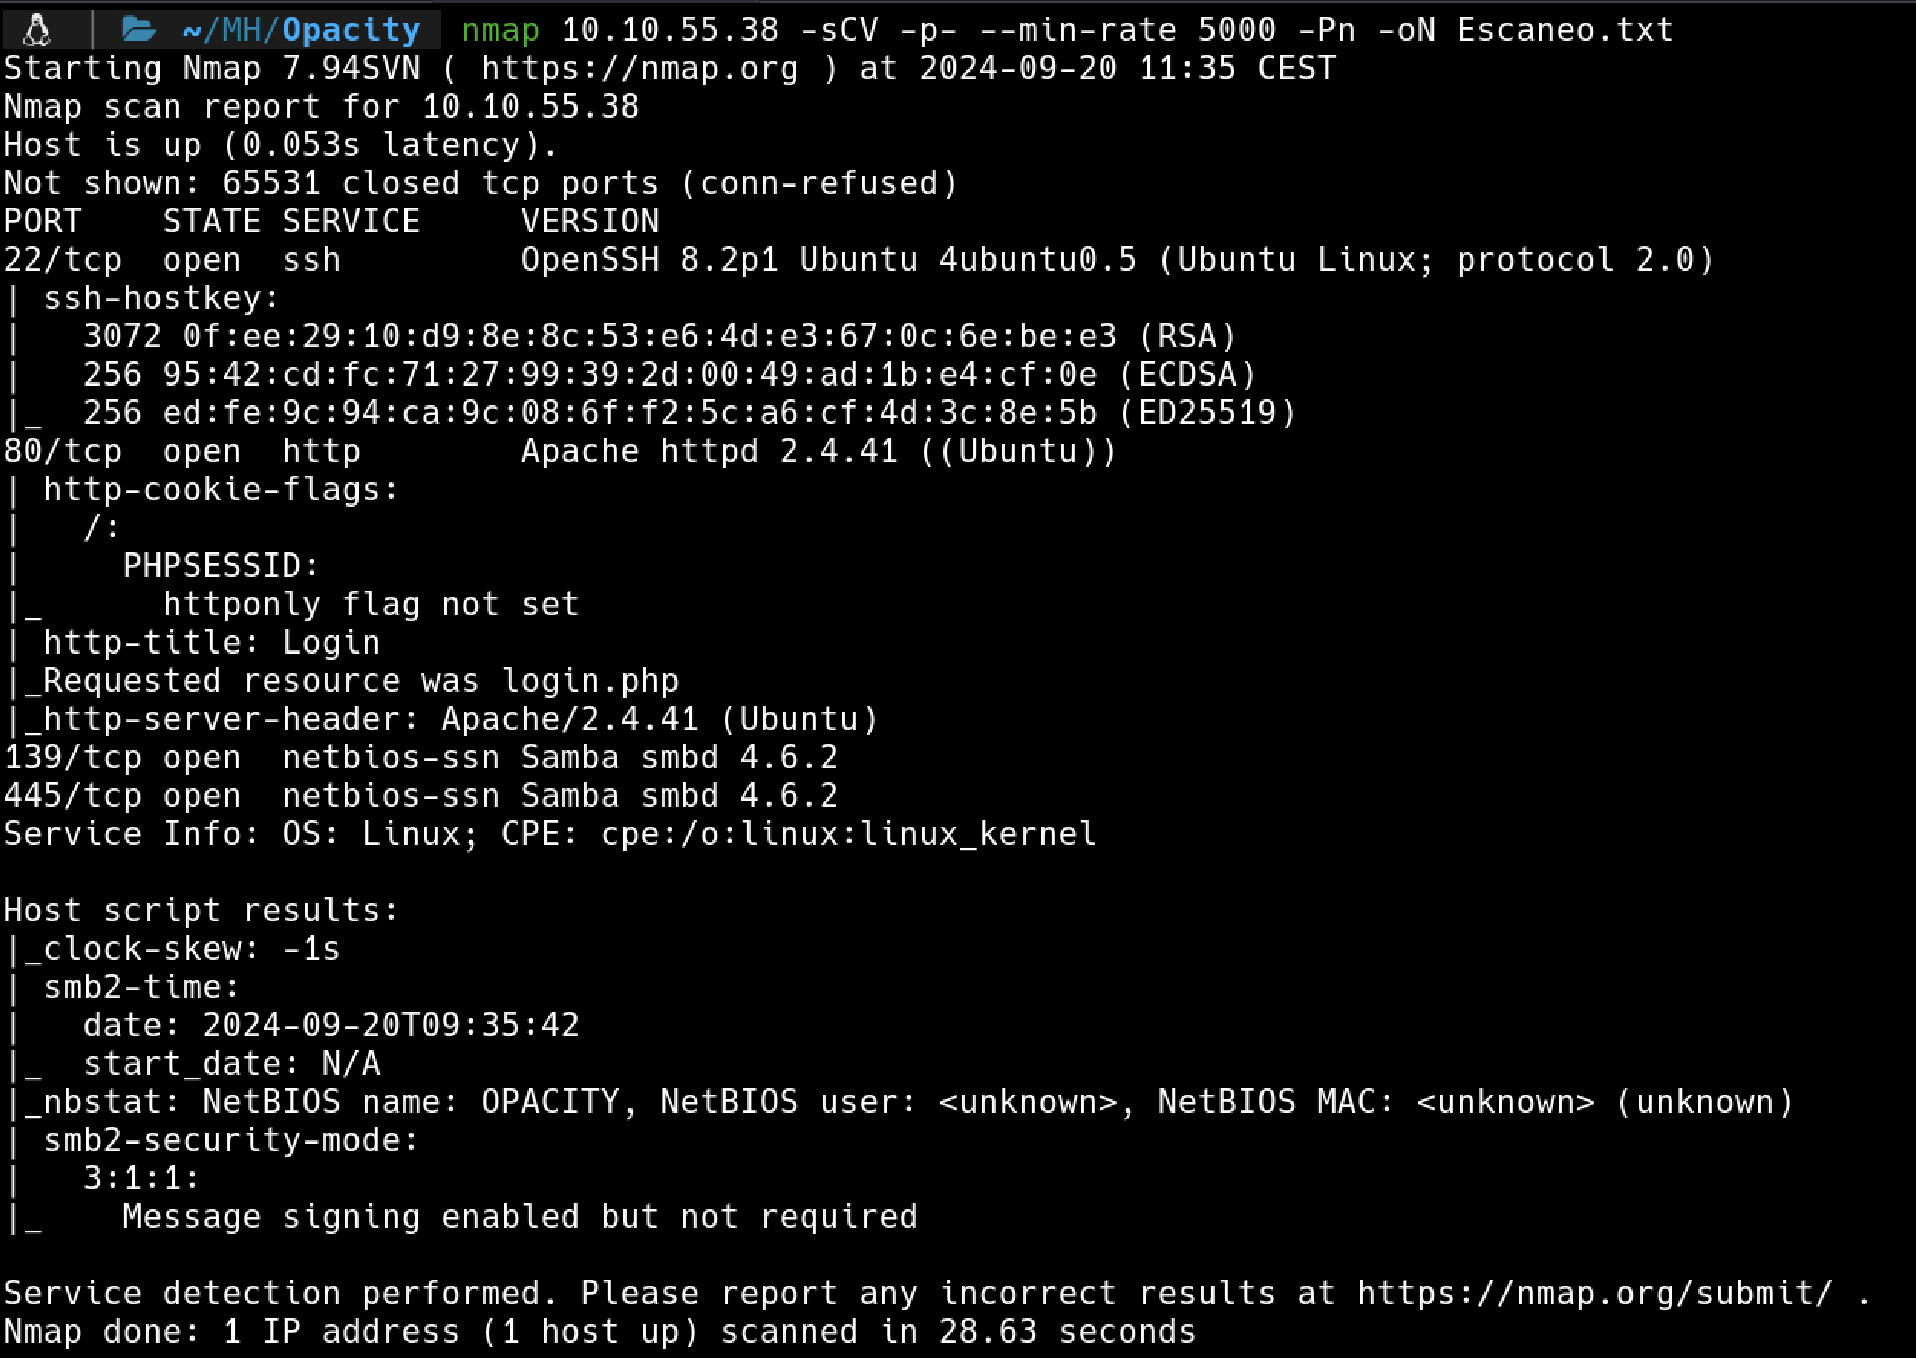 ~/MH/Opacity nmap 10.10.55.38 -sCV -p- --min-rate 5000 -Pn -oN Escaneo.txt
Starting Nmap 7.94SVN ( https://nmap.org ) at 2024-09-20 11:35 CEST
Nmap scan report for 10.10.55.38
Host is up (0.053s latency).
Not shown: 65531 closed tcp ports (conn-refused)
PORT    STATE SERVICE     VERSION
22/tcp  open  ssh         OpenSSH 8.2p1 Ubuntu 4ubuntu0.5 (Ubuntu Linux; protocol 2.0)
| ssh-hostkey:
|   3072 0f:ee:29:10:d9:8e:8c:53:e6:4d:e3:67:0c:6e:be:e3 (RSA)
|   256 95:42:cd:fc:71:27:99:39:2d:00:49:ad:1b:e4:cf:0e (ECDSA)
|_  256 ed:fe:9c:94:ca:9c:08:6f:f2:5c:a6:cf:4d:3c:8e:5b (ED25519)
80/tcp  open  http        Apache httpd 2.4.41 ((Ubuntu))
| http-cookie-flags:
|   /:
|     PHPSESSID:
|_      httponly flag not set
| http-title: Login
|_Requested resource was login.php
|_http-server-header: Apache/2.4.41 (Ubuntu)
139/tcp open  netbios-ssn Samba smbd 4.6.2
445/tcp open  netbios-ssn Samba smbd 4.6.2
Service Info: OS: Linux; CPE: cpe:/o:linux:linux_kernel

Host script results:
|_clock-skew: -1s
| smb2-time:
|   date: 2024-09-20T09:35:42
|_  start_date: N/A
|_nbstat: NetBIOS name: OPACITY, NetBIOS user: <unknown>, NetBIOS MAC: <unknown> (unknown)
| smb2-security-mode:
|   3:1:1:
|_    Message signing enabled but not required

Service detection performed. Please report any incorrect results at https://nmap.org/submit/ .
Nmap done: 1 IP address (1 host up) scanned in 28.63 seconds